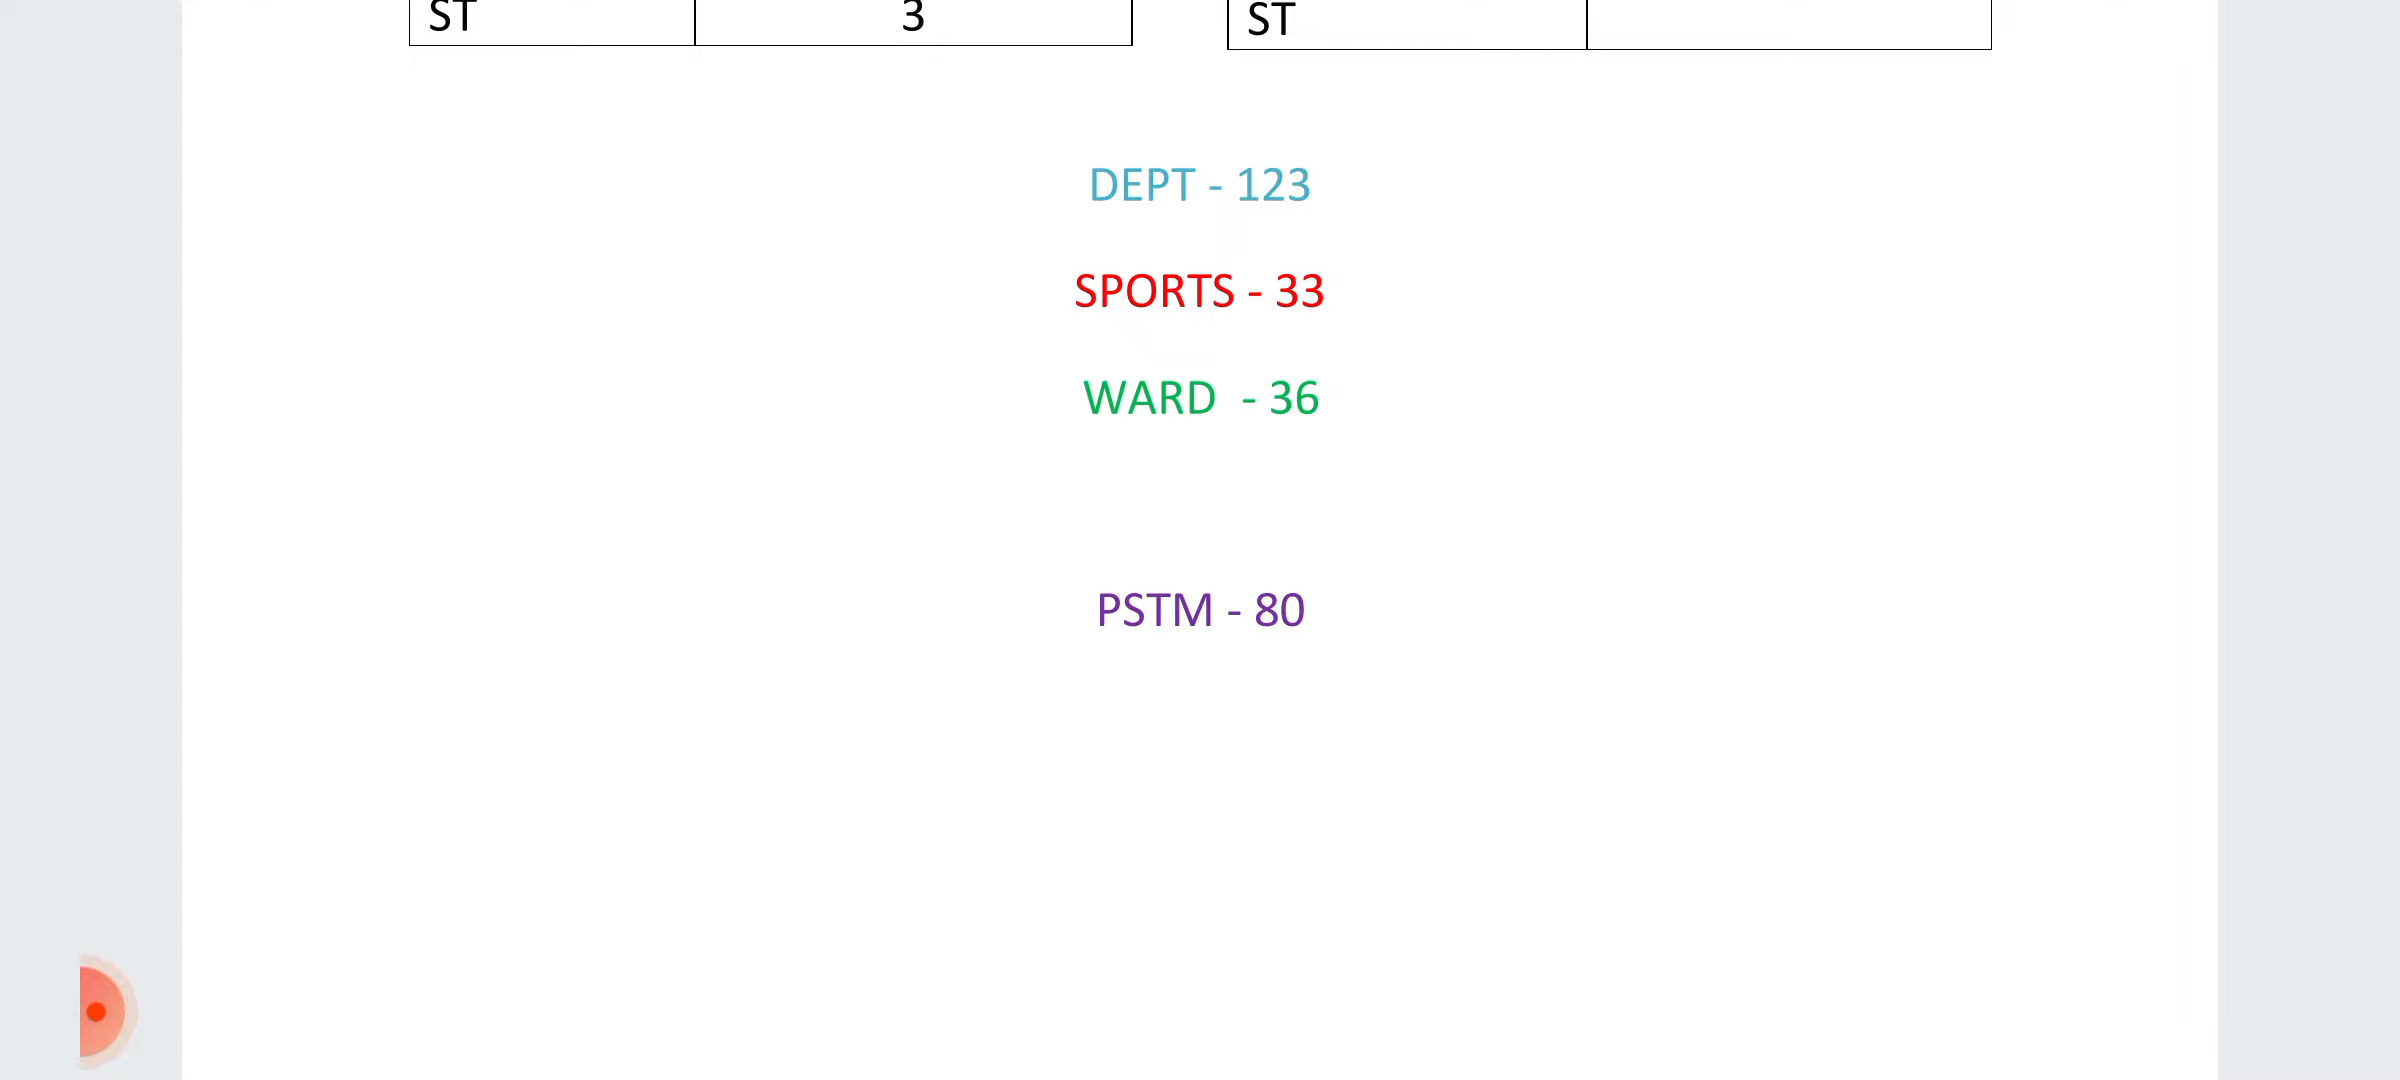 ST 3 ST
DEPT - 123
SPORTS - 33
WARD - 36
PSTM - 80